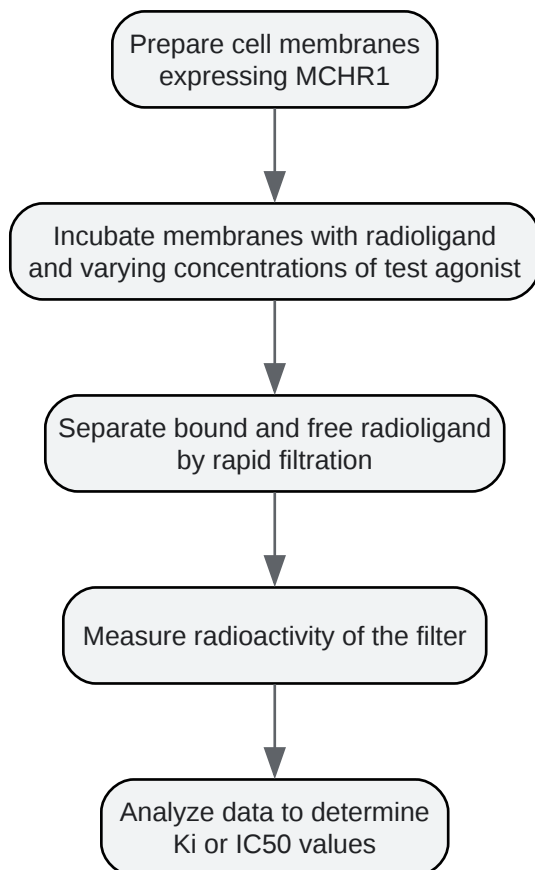 Prepare cell membranes
expressing MCHR1
Incubate membranes with radioligand
and varying concentrations of test agonist
Separate bound and free radioligand
by rapid filtration
Measure radioactivity of the filter
Analyze data to determine
Ki or IC50 values